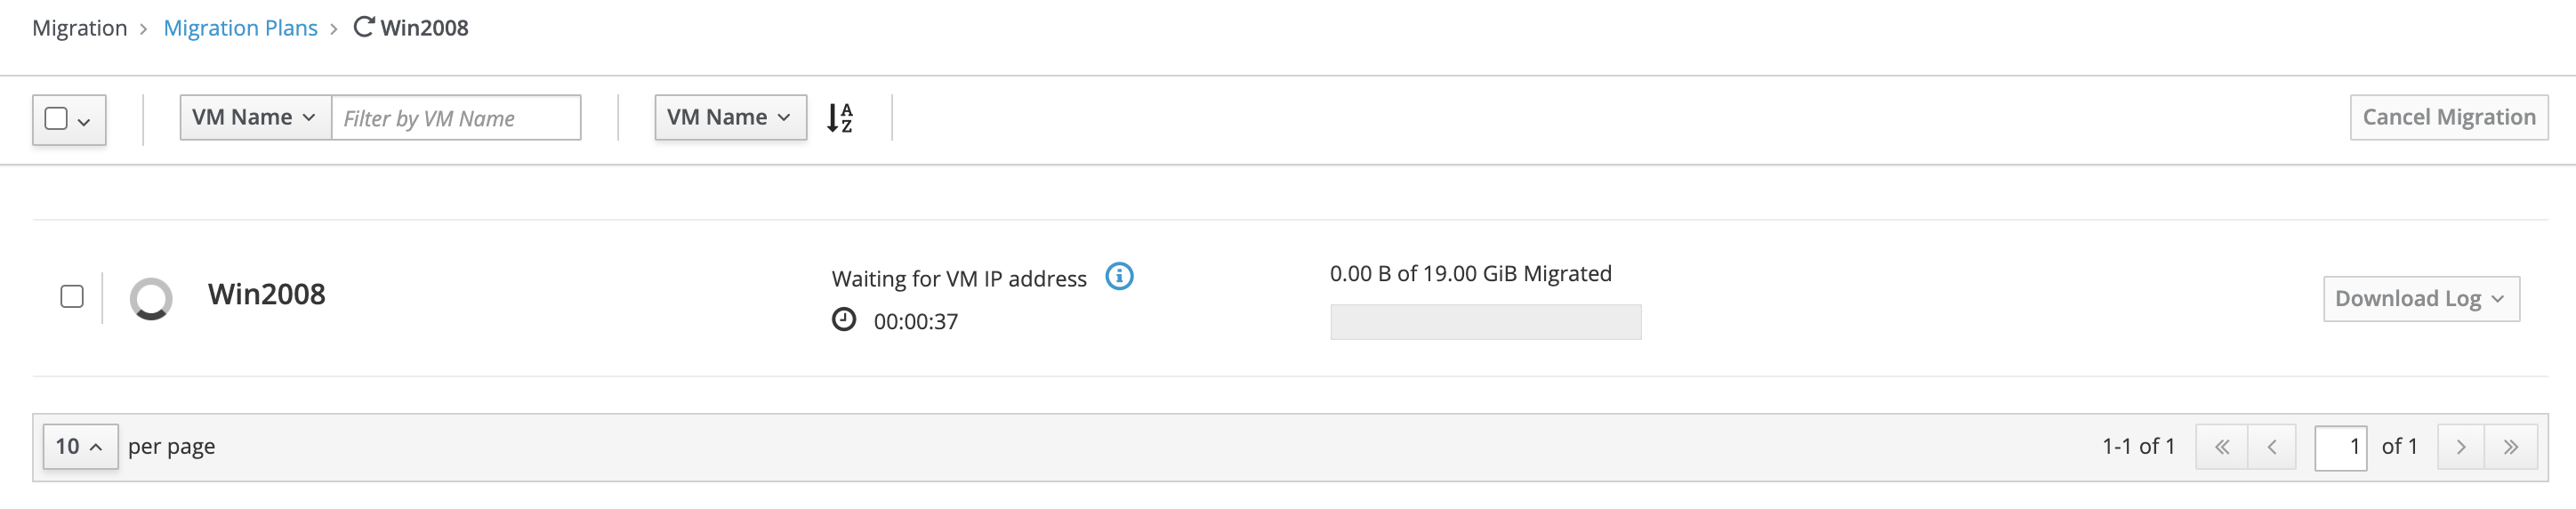 Migration > Migration Plans > Win2008
VM Name Filter by VM Name VM Name A Z Cancel Migration
Win2008
Waiting for VM IP address
00:00:37
0.00 B of 19.00 GiB Migrated
Download Log
10 per page 1-1 of 1 « < 1 of 1 > »